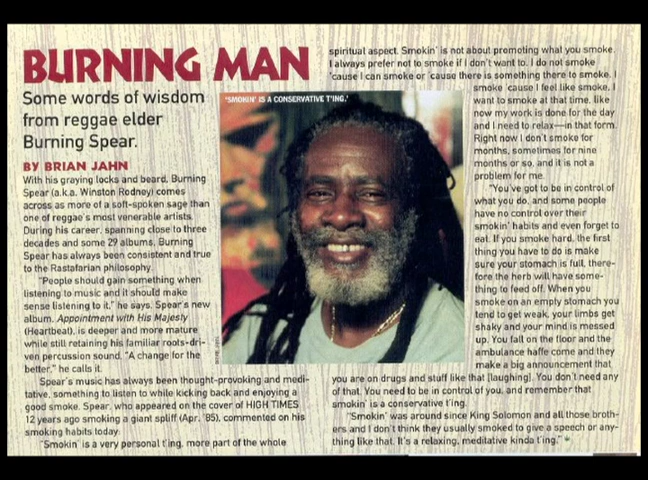 BURNING MAN
Some words of wisdom
from reggae elder
Burning Spear.
BY BRIAN JAHN
With his graying locks and beard, Burning
Spear (a.k.a. Winston Rodney) comes
across as more of a soft-spoken sage than
one of reggae's most venerable artists.
During his career, spanning close to three
decades and some 29 albums, Burning
Spear has always been consistent and true
to the Rastafarian philosophy.
"People should gain something when
listening to music and it should make
sense listening to it," he says. Spear's new
album, Appointment with His Majesty
(Heartbeat), is deeper and more mature
while still retaining his familiar roots-dri-
ven percussion sound. "A change for the
better," he calls it.
Spear's music has always been thought-provoking and medi-
tative, something to listen to while kicking back and enjoying a
good smoke. Spear, who appeared on the cover of HIGH TIMES
12 years ago smoking a giant spliff (Apr. '85), commented on his
smoking habits today.
"Smokin' is a very personal t'ing, more part of the whole
"SMOKIN' IS A CONSERVATIVE T'ING."
spiritual aspect. Smokin' is not about promoting what you smoke.
I always prefer not to smoke if I don't want to. I do not smoke
'cause I can smoke or 'cause there is something there to smoke. I
smoke 'cause I feel like smoke, I
want to smoke at that time, like
now my work is done for the day
and I need to relax—in that form.
Right now I don't smoke for
months, sometimes for nine
months or so, and it is not a
problem for me.
"You've got to be in control of
what you do, and some people
have no control over their
smokin' habits and even forget to
eat. If you smoke hard, the first
thing you have to do is make
sure your stomach is full, there-
fore the herb will have some-
thing to feed off. When you
smoke on an empty stomach you
tend to get weak, your limbs get
shaky and your mind is messed
up. You fall on the floor and the
ambulance haffe come and they
make a big announcement that
you are on drugs and stuff like that [laughing]. You don't need any
of that. You need to be in control of you, and remember that
smokin' is a conservative t'ing.
"Smokin' was around since King Solomon and all those broth-
ers and I don't think they usually smoked to give a speech or any-
thing like that. It's a relaxing, meditative kinda t'ing."